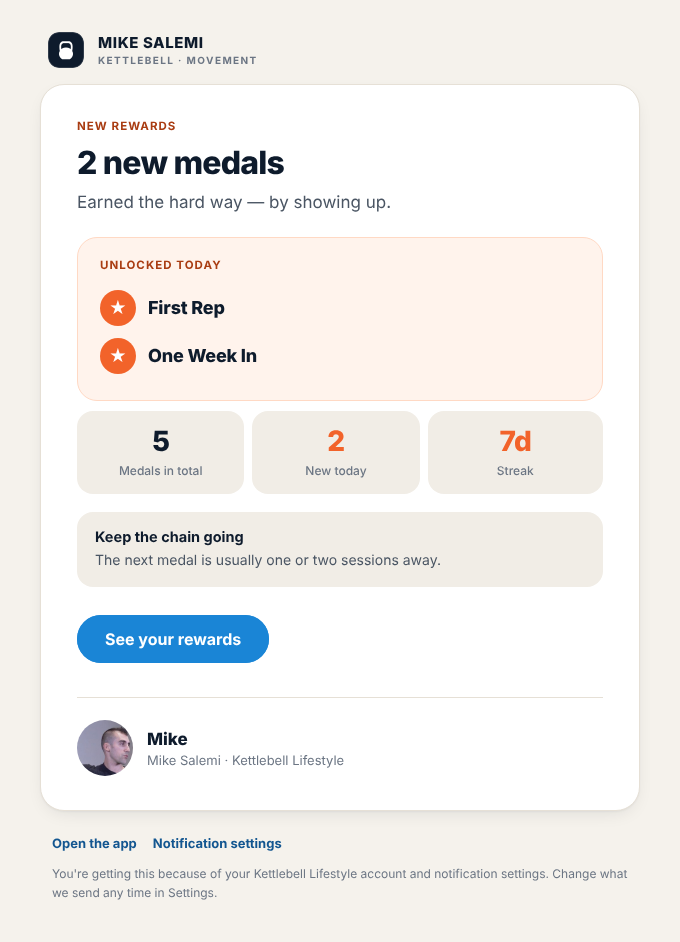 MIKE SALEMI
KETTLEBELL · MOVEMENT
NEW REWARDS
2 new medals
Earned the hard way — by showing up.
UNLOCKED TODAY
First Rep
One Week In
5
Medals in total
2
New today
7d
Streak
Keep the chain going
The next medal is usually one or two sessions away.
See your rewards
Mike
Mike Salemi · Kettlebell Lifestyle
Open the app
Notification settings
You're getting this because of your Kettlebell Lifestyle account and notification settings. Change what
we send any time in Settings.